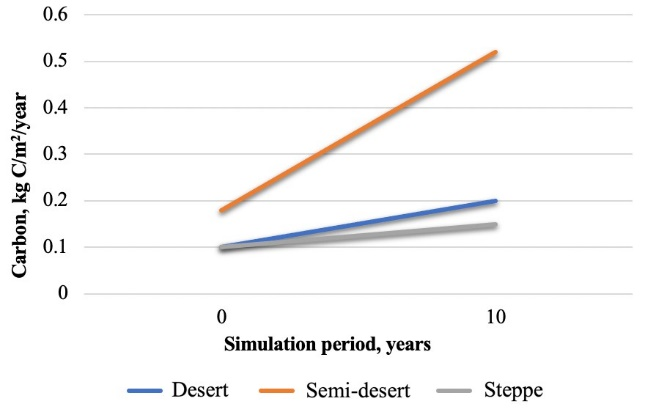 0.6
0.5
0.4
0.3
0.2
0.1
0
Carbon, kg C/m²/year
0 10
Simulation period, years
Desert Semi-desert Steppe